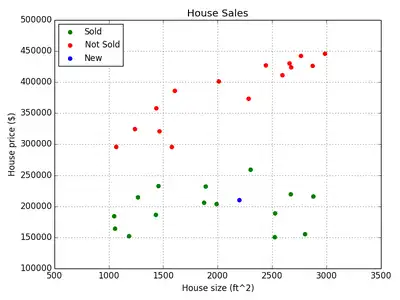 House Sales
Sold
Not Sold
New
House price ($)
500000
450000
400000
350000
300000
250000
200000
150000
100000
500 1000 1500 2000 2500 3000 3500
House size (ft^2)